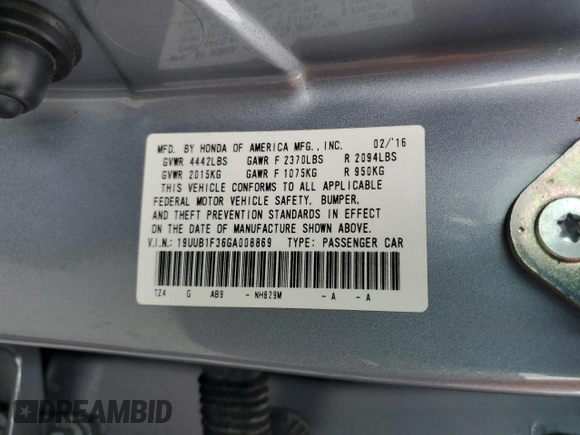 MFD. BY HONDA OF AMERICA MFG., INC. 02/'16
GVWR 4442LBS GAWR F 2370LBS R 2094LBS
GVWR 2015KG GAWR F 1075KG R 950KG
THIS VEHICLE CONFORMS TO ALL APPLICABLE
FEDERAL MOTOR VEHICLE SAFETY, BUMPER,
AND THEFT PREVENTION STANDARDS IN EFFECT
ON THE DATE OF MANUFACTURE SHOWN ABOVE.
V.I.N.: 19UUB1F36GA008869 TYPE: PASSENGER CAR
TZ4 G AB9 - NH829M - A - A
DREAMBID